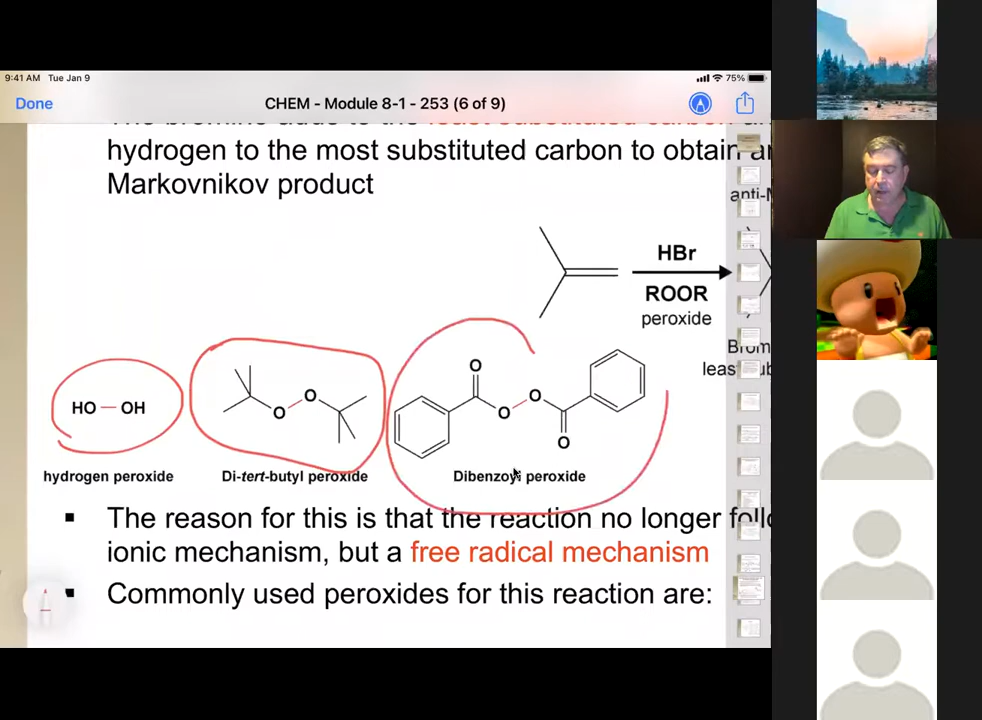 9:41 AM Tue Jan 9
75%
Done
CHEM - Module 8-1 - 253 (6 of 9)
hydrogen to the most substituted carbon to obtain
Markovnikov product
anti-
HBr
ROOR
peroxide
HO OH
O
O
O
O
O
O
hydrogen peroxide
Di-tert-butyl peroxide
Dibenzoyl peroxide
The reason for this is that the reaction no longer
ionic mechanism, but a free radical mechanism
Commonly used peroxides for this reaction are: